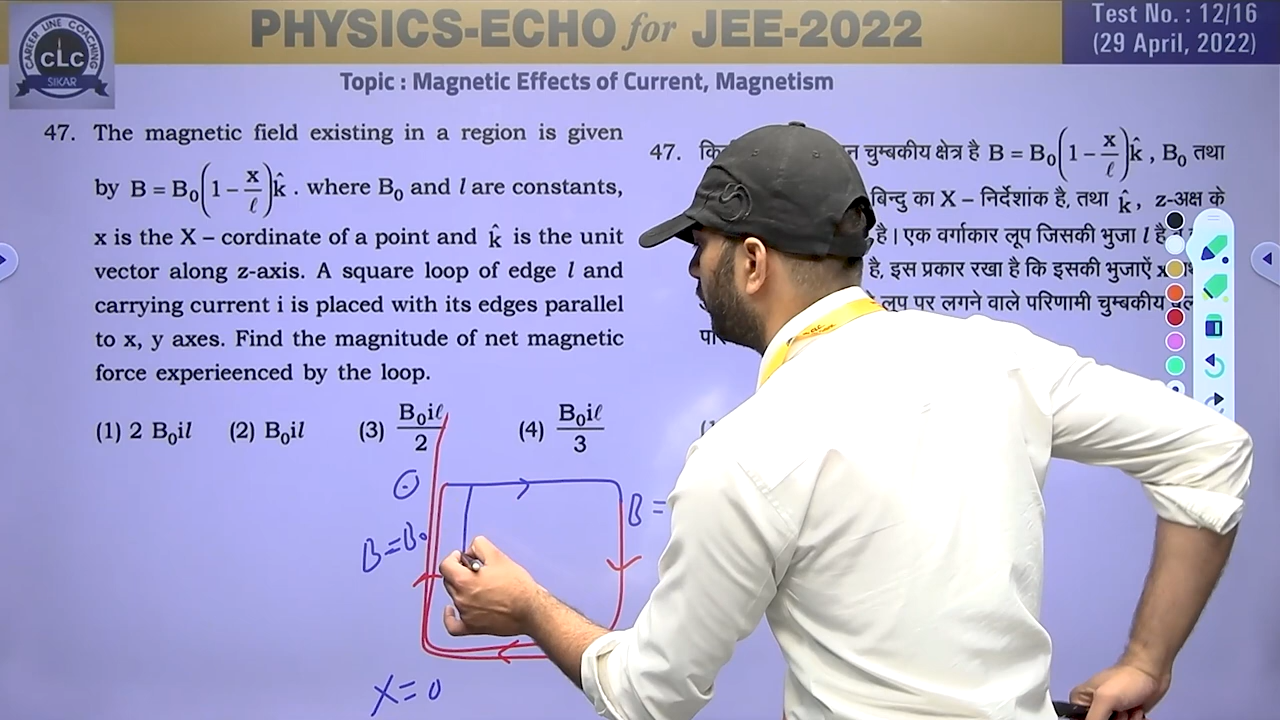 CAREER LINE COACHING
CLC
SIKAR
PHYSICS-ECHO for JEE-2022
Test No. : 12/16
(29 April, 2022)
Topic : Magnetic Effects of Current, Magnetism
47. The magnetic field existing in a region is given
by B = B₀(1 – x/ℓ)k̂ . where B₀ and l are constants,
x is the X – cordinate of a point and k̂ is the unit
vector along z-axis. A square loop of edge l and
carrying current i is placed with its edges parallel
to x, y axes. Find the magnitude of net magnetic
force experieenced by the loop.
(1) 2 B₀il (2) B₀il (3) B₀iℓ/2 (4) B₀iℓ/3
47. चुम्बकीय क्षेत्र है B = B₀(1 – x/ℓ)k̂ , B₀ तथा
बिन्दु का X – निर्देशांक है, तथा k̂, z-अक्ष के
है। एक वर्गाकार लूप जिसकी भुजा l है
है, इस प्रकार रखा है कि इसकी भुजाएँ x
लूप पर लगने वाले परिणामी चुम्बकीय
B =
B=B₀
X=0